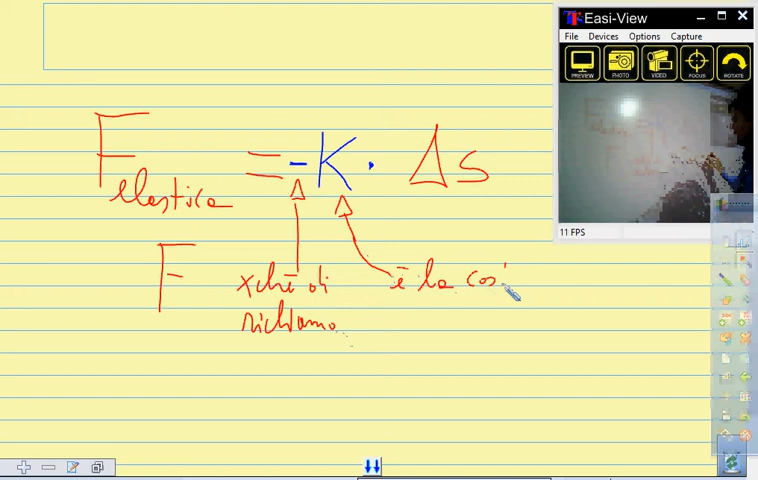 Easi-View
File Devices Options Capture
PREVIEW PHOTO VIDEO FOCUS ROTATE
F elastica = -K · Δs
11 FPS
F xchè di è la cos
richiamo